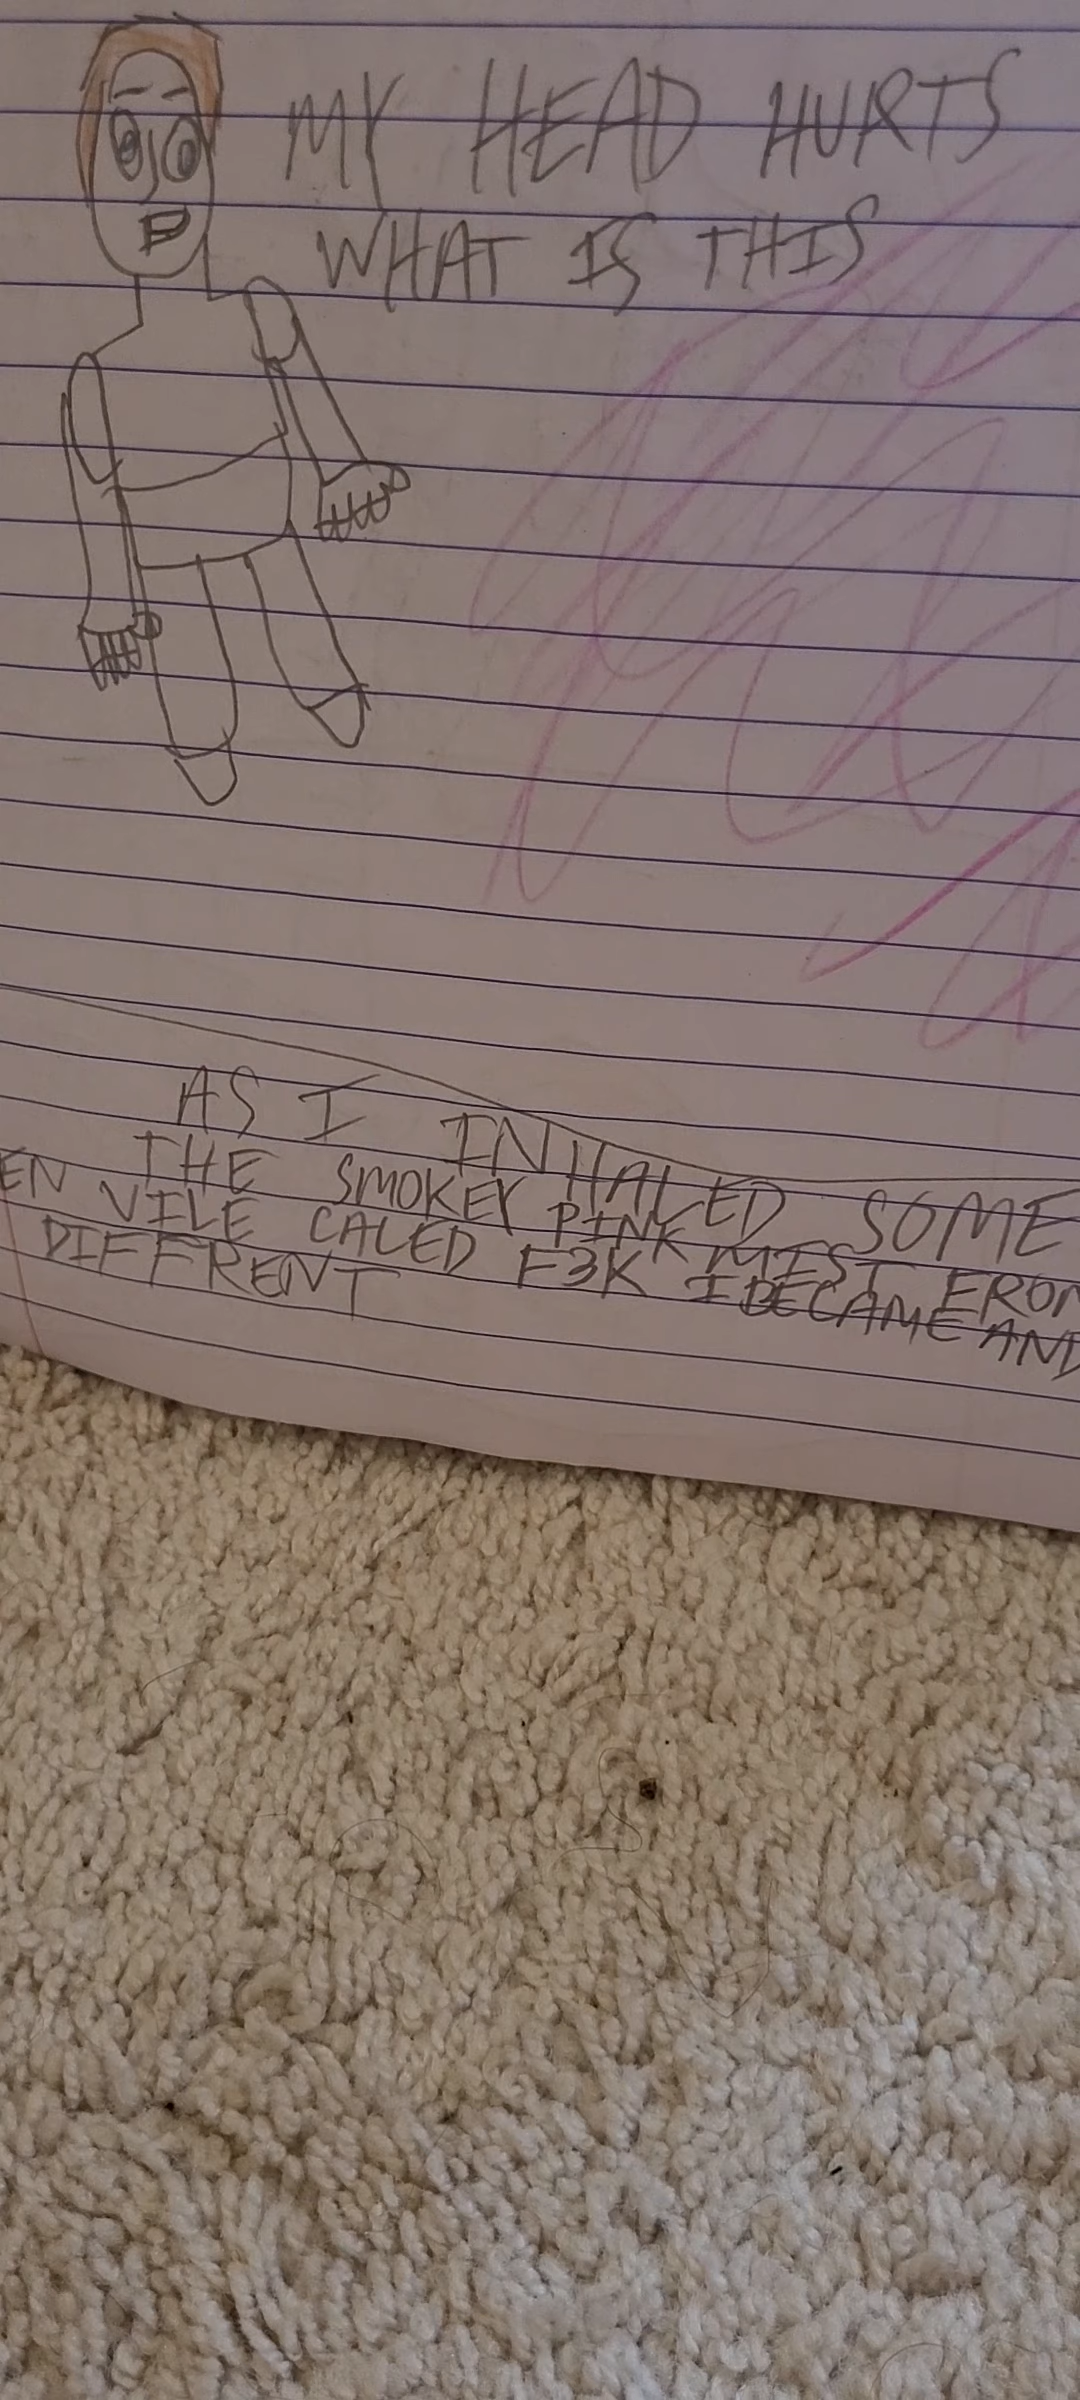 MY HEAD HURTS
WHAT IS THIS
AS I INHALED SOME
THE SMOKEY PINK MIST FROM
EN VILE CALED F3K I BECAME AND
DIFFRENT